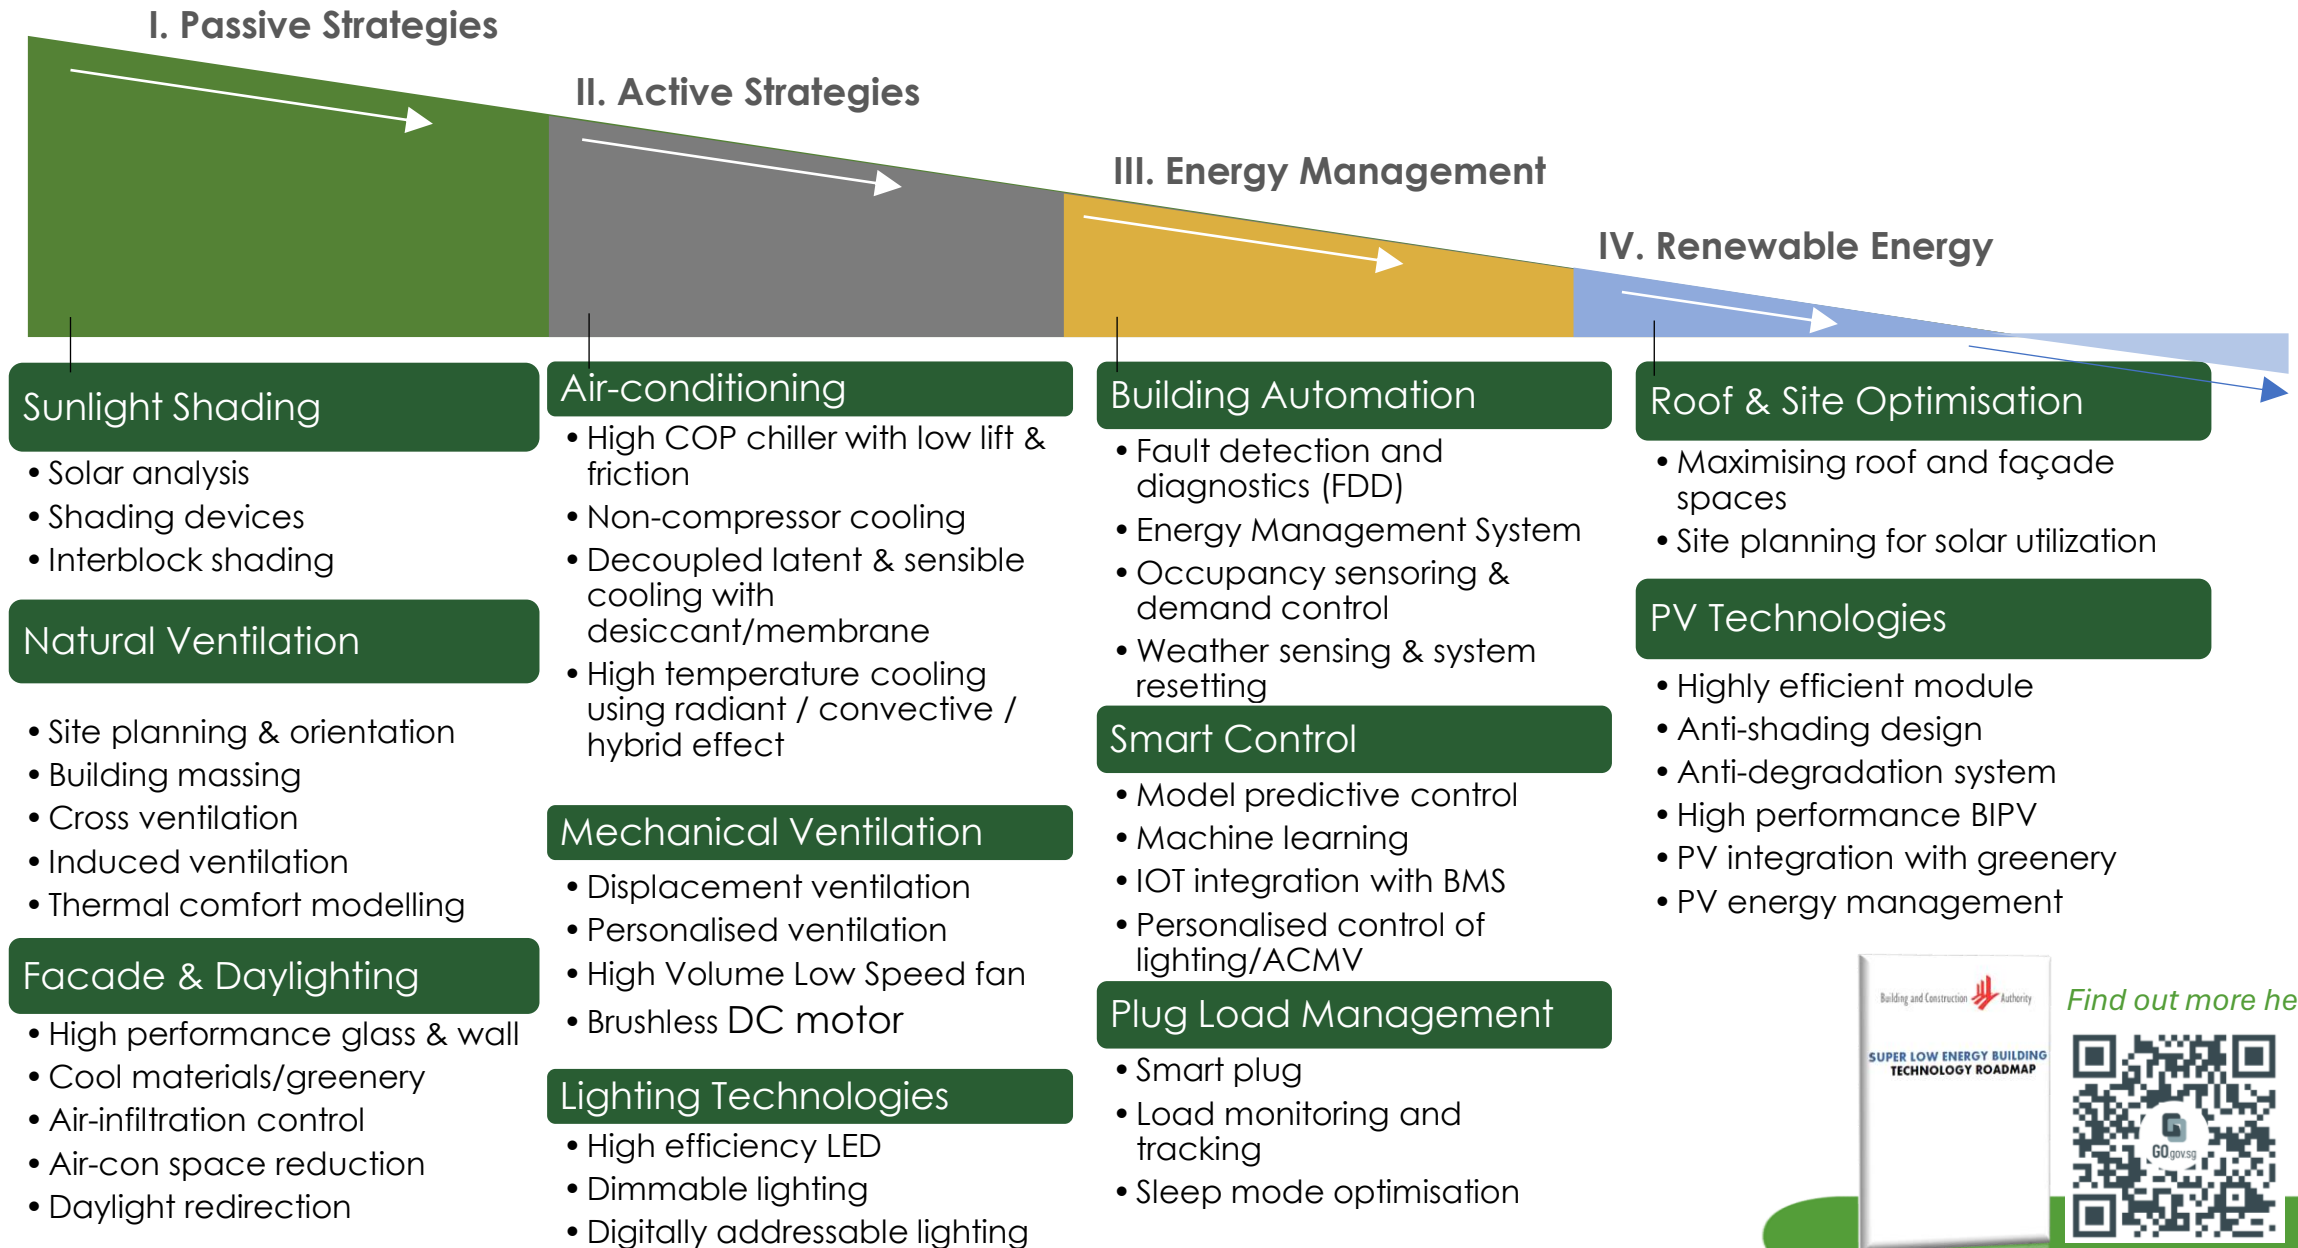 I. Passive Strategies
II. Active Strategies
III. Energy Management
IV. Renewable Energy
Sunlight Shading
• Solar analysis
• Shading devices
• Interblock shading
Natural Ventilation
• Site planning & orientation
• Building massing
• Cross ventilation
• Induced ventilation
• Thermal comfort modelling
Facade & Daylighting
• High performance glass & wall
• Cool materials/greenery
• Air-infiltration control
• Air-con space reduction
• Daylight redirection
Air-conditioning
• High COP chiller with low lift &
friction
• Non-compressor cooling
• Decoupled latent & sensible
cooling with
desiccant/membrane
• High temperature cooling
using radiant / convective /
hybrid effect
Mechanical Ventilation
• Displacement ventilation
• Personalised ventilation
• High Volume Low Speed fan
• Brushless DC motor
Lighting Technologies
• High efficiency LED
• Dimmable lighting
• Digitally addressable lighting
Building Automation
• Fault detection and
diagnostics (FDD)
• Energy Management System
• Occupancy sensoring &
demand control
• Weather sensing & system
resetting
Smart Control
• Model predictive control
• Machine learning
• IOT integration with BMS
• Personalised control of
lighting/ACMV
Plug Load Management
• Smart plug
• Load monitoring and
tracking
• Sleep mode optimisation
Roof & Site Optimisation
• Maximising roof and façade
spaces
• Site planning for solar utilization
PV Technologies
• Highly efficient module
• Anti-shading design
• Anti-degradation system
• High performance BIPV
• PV integration with greenery
• PV energy management
Building and Construction Authority
SUPER LOW ENERGY BUILDING
TECHNOLOGY ROADMAP
Find out more he
GO gov.sg